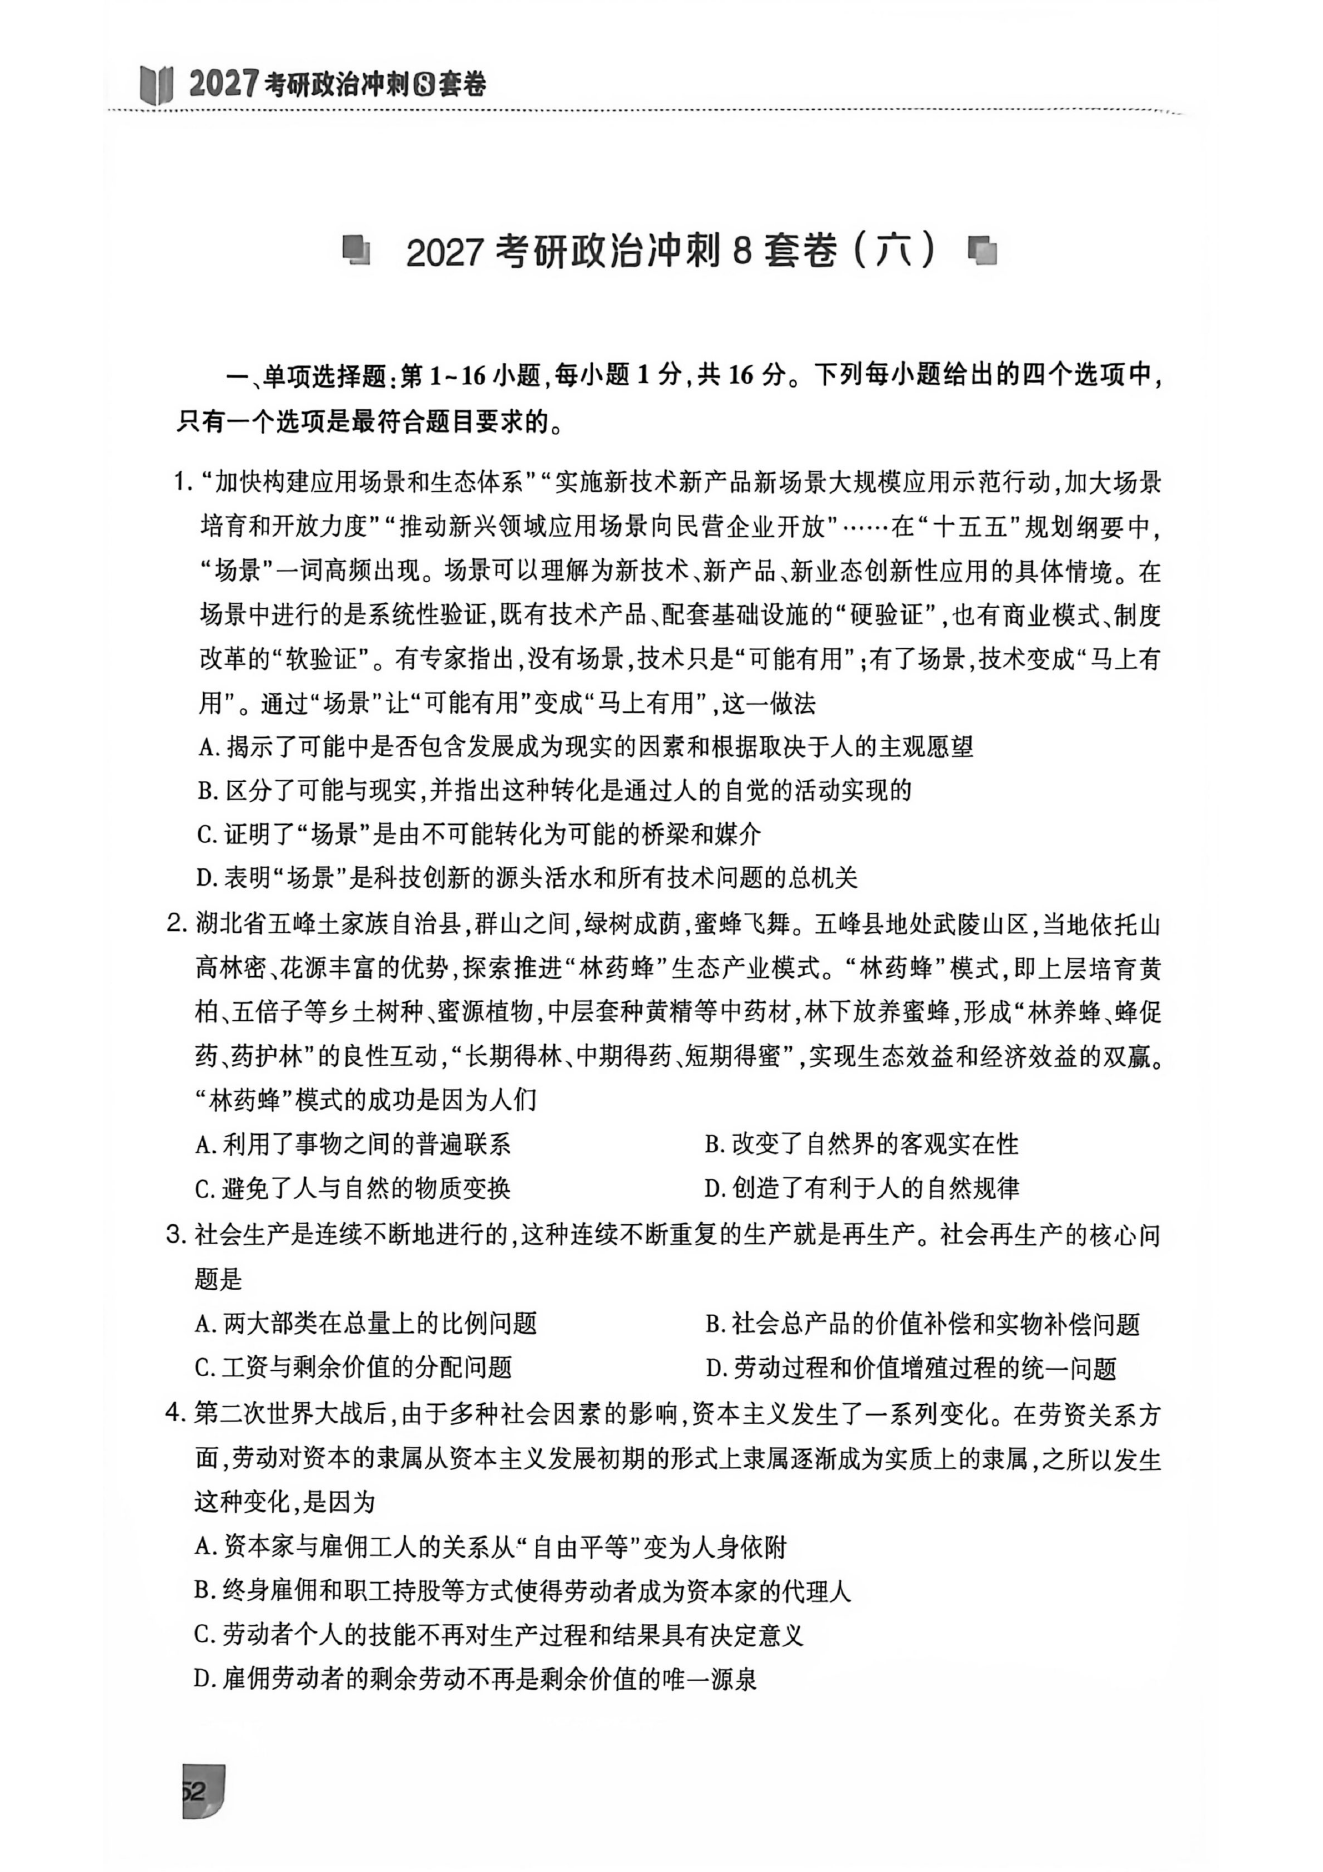 2027考研政治冲刺8套卷
2027考研政治冲刺8套卷(六)
一、单项选择题:第1~16小题,每小题1分,共16分。下列每小题给出的四个选项中,
只有一个选项是最符合题目要求的。
1. “加快构建应用场景和生态体系”“实施新技术新产品新场景大规模应用示范行动,加大场景
培育和开放力度”“推动新兴领域应用场景向民营企业开放”……在“十五五”规划纲要中,
“场景”一词高频出现。场景可以理解为新技术、新产品、新业态创新性应用的具体情境。在
场景中进行的是系统性验证,既有技术产品、配套基础设施的“硬验证”,也有商业模式、制度
改革的“软验证”。有专家指出,没有场景,技术只是“可能有用”;有了场景,技术变成“马上有
用”。通过“场景”让“可能有用”变成“马上有用”,这一做法
A. 揭示了可能中是否包含发展成为现实的因素和根据取决于人的主观愿望
B. 区分了可能与现实,并指出这种转化是通过人的自觉的活动实现的
C. 证明了“场景”是由不可能转化为可能的桥梁和媒介
D. 表明“场景”是科技创新的源头活水和所有技术问题的总机关
2. 湖北省五峰土家族自治县,群山之间,绿树成荫,蜜蜂飞舞。五峰县地处武陵山区,当地依托山
高林密、花源丰富的优势,探索推进“林药蜂”生态产业模式。“林药蜂”模式,即上层培育黄
柏、五倍子等乡土树种、蜜源植物,中层套种黄精等中药材,林下放养蜜蜂,形成“林养蜂、蜂促
药、药护林”的良性互动,“长期得林、中期得药、短期得蜜”,实现生态效益和经济效益的双赢。
“林药蜂”模式的成功是因为人们
A. 利用了事物之间的普遍联系 B. 改变了自然界的客观实在性
C. 避免了人与自然的物质变换 D. 创造了有利于人的自然规律
3. 社会生产是连续不断地进行的,这种连续不断重复的生产就是再生产。社会再生产的核心问
题是
A. 两大部类在总量上的比例问题 B. 社会总产品的价值补偿和实物补偿问题
C. 工资与剩余价值的分配问题 D. 劳动过程和价值增殖过程的统一问题
4. 第二次世界大战后,由于多种社会因素的影响,资本主义发生了一系列变化。在劳资关系方
面,劳动对资本的隶属从资本主义发展初期的形式上隶属逐渐成为实质上的隶属,之所以发生
这种变化,是因为
A. 资本家与雇佣工人的关系从“自由平等”变为人身依附
B. 终身雇佣和职工持股等方式使得劳动者成为资本家的代理人
C. 劳动者个人的技能不再对生产过程和结果具有决定意义
D. 雇佣劳动者的剩余劳动不再是剩余价值的唯一源泉
52